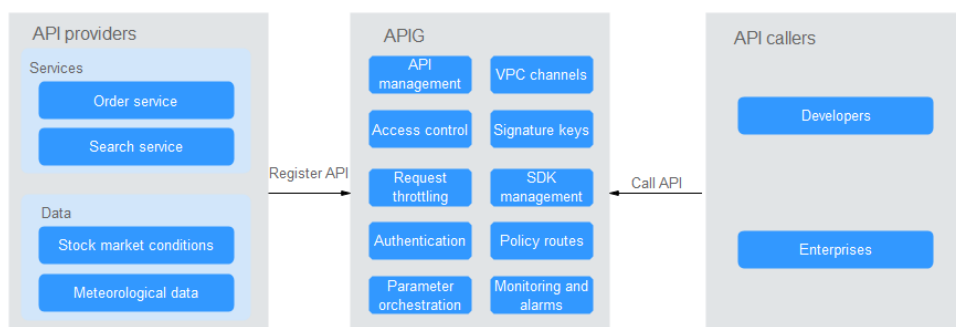 API providers
Services
Order service
Search service
Data
Stock market conditions
Meteorological data
Register API
APIG
API
management
VPC channels
Access control
Signature keys
Request
throttling
SDK
management
Authentication
Policy routes
Parameter
orchestration
Monitoring and
alarms
Call API
API callers
Developers
Enterprises